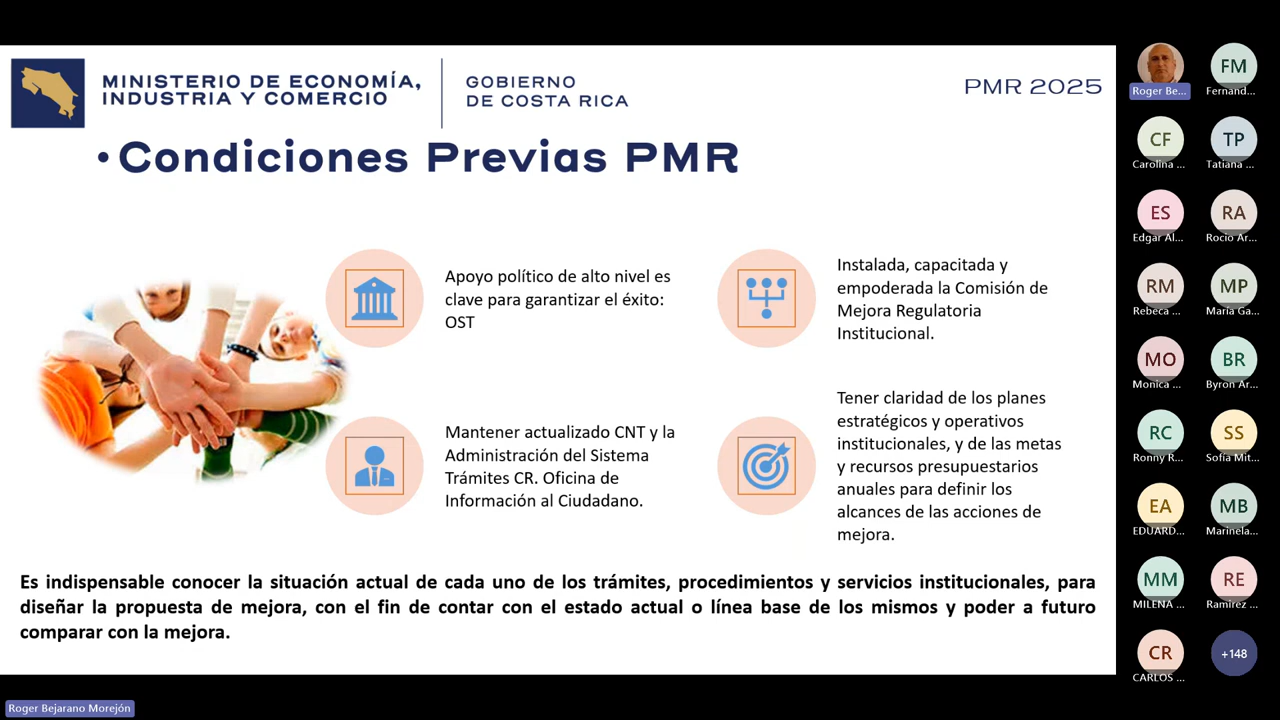 MINISTERIO DE ECONOMÍA,
INDUSTRIA Y COMERCIO
GOBIERNO
DE COSTA RICA
PMR 2025
• Condiciones Previas PMR
Apoyo político de alto nivel es
clave para garantizar el éxito:
OST
Instalada, capacitada y
empoderada la Comisión de
Mejora Regulatoria
Institucional.
Mantener actualizado CNT y la
Administración del Sistema
Trámites CR. Oficina de
Información al Ciudadano.
Tener claridad de los planes
estratégicos y operativos
institucionales, y de las metas
y recursos presupuestarios
anuales para definir los
alcances de las acciones de
mejora.
Es indispensable conocer la situación actual de cada uno de los trámites, procedimientos y servicios institucionales, para
diseñar la propuesta de mejora, con el fin de contar con el estado actual o línea base de los mismos y poder a futuro
comparar con la mejora.
Roger Be...
FM
Fernand...
CF
Carolina ...
TP
Tatiana ...
ES
Edgar Al...
RA
Rocio Ar...
RM
Rebeca ...
MP
María Ga...
MO
Monica ...
BR
Byron Ar...
RC
Ronny R...
SS
Sofía Mit...
EA
EDUARD...
MB
Marinela...
MM
MILENA ...
RE
Ramirez ...
CR
CARLOS ...
+148
Roger Bejarano Morejón